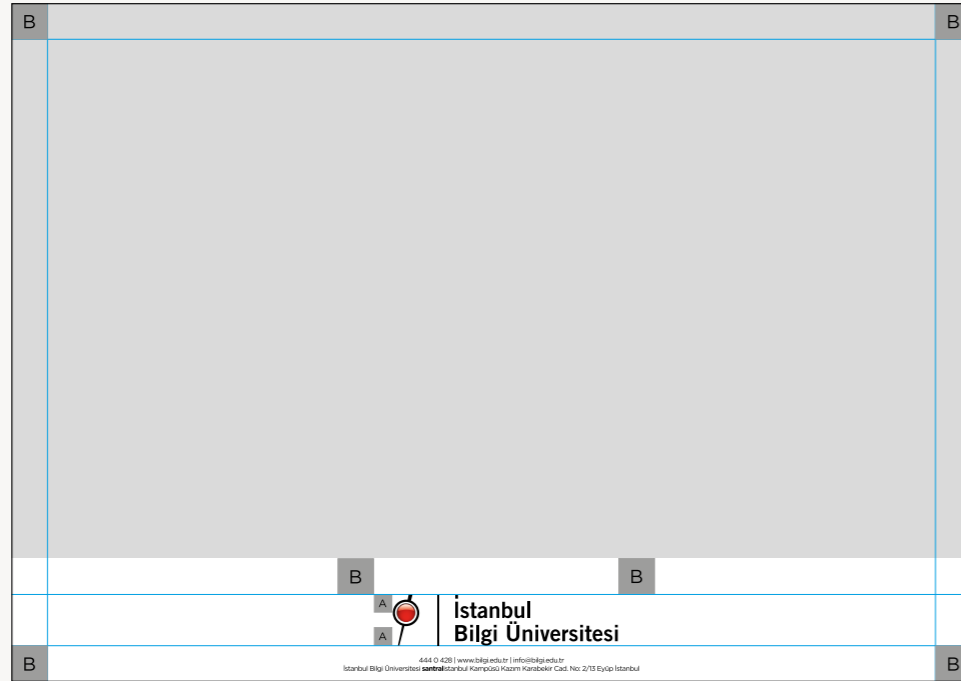 B
B
B
B
A
İstanbul
A
Bilgi Üniversitesi
B
444 0 428 | www.bilgi.edu.tr | info@bilgi.edu.tr
B
İstanbul Bilgi Üniversitesi santralistanbul Kampüsü Kazım Karabekir Cad. No: 2/13 Eyüp İstanbul